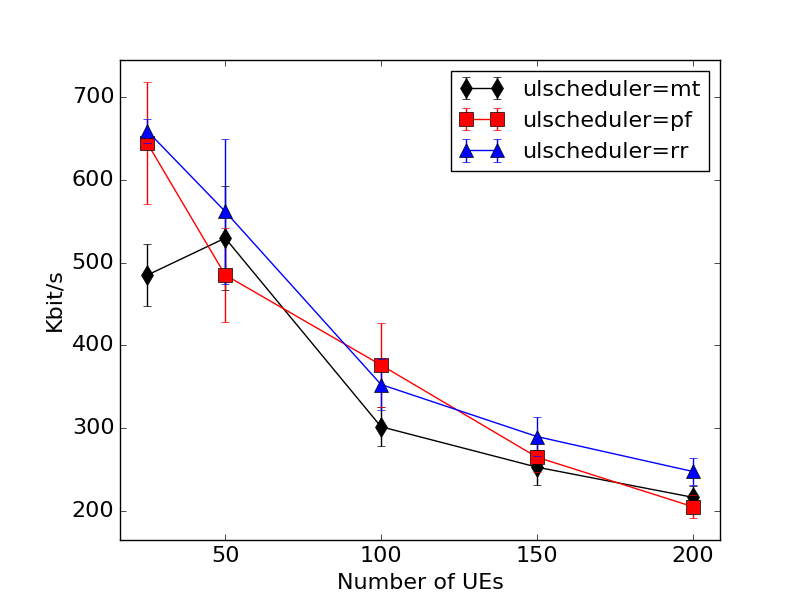 700
600
500
400
300
200
Kbit/s
ulscheduler=mt
ulscheduler=pf
ulscheduler=rr
50
100
150
200
Number of UEs